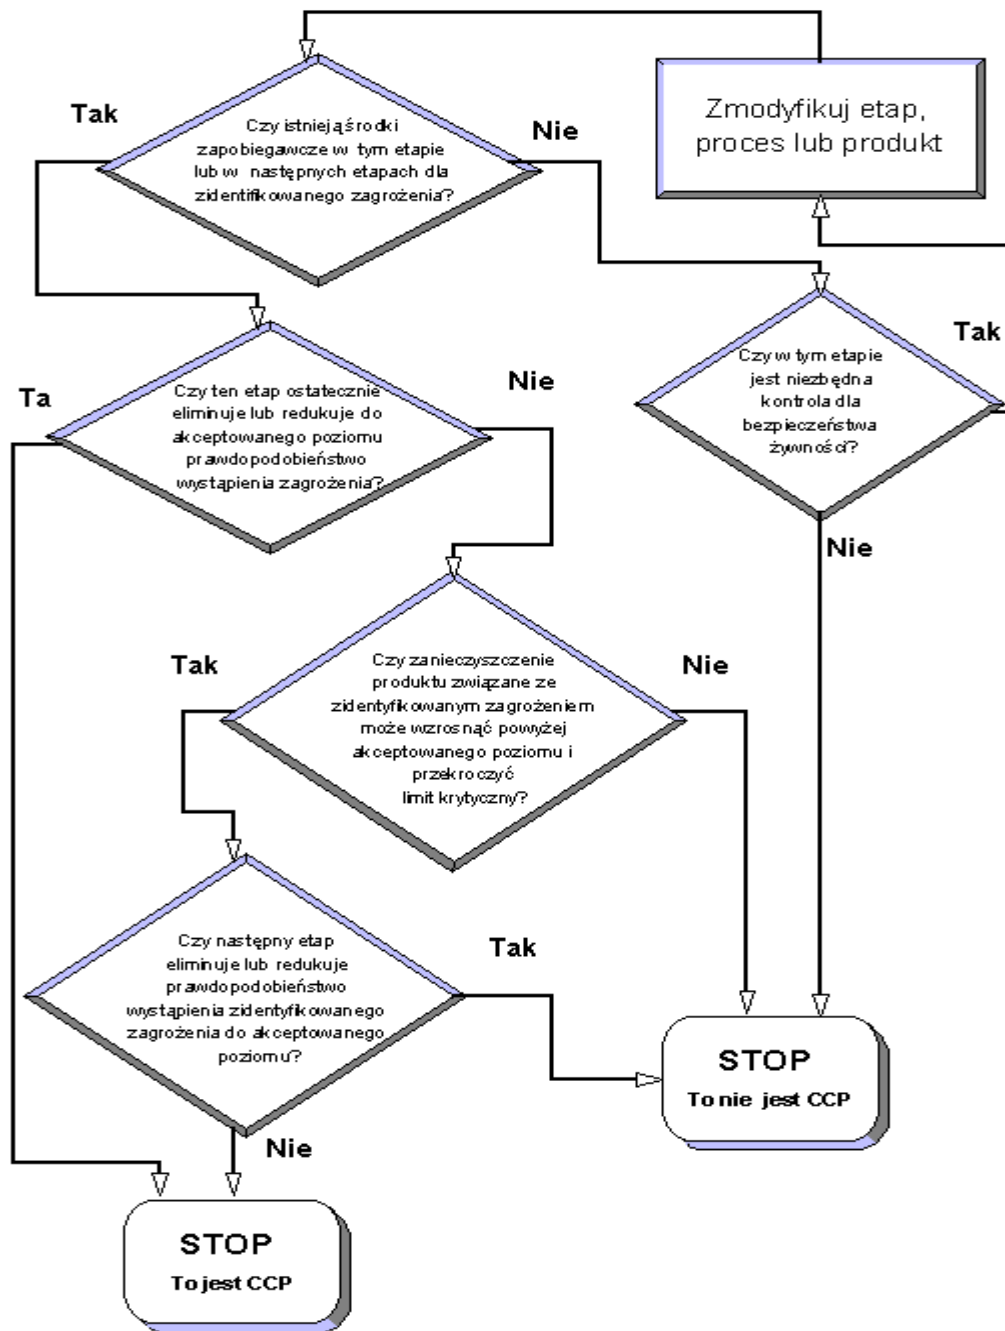 Tak
Czy istnieją środki
zapobiegawcze w tym etapie
lub w następnych etapach dla
zidentifikowanego zagrożenia?
Nie
Zmodyfikuj etap,
proces lub produkt
Ta
Czy ten etap ostatecznie
eliminuje lub redukuje do
akceptowanego poziomu
prawdopodobieństwo
wystąpienia zagrożenia?
Nie
Czy w tym etapie
jest niezbędna
kontrola dla
bezpieczeństwa
żywności?
Tak
Nie
Tak
Czy zanieczyszczenie
produktu związane ze
zidentyfikowanym zagrożeniem
może wzrosnąć powyżej
akceptowanego poziomu i
przekroczyć
limit krytyczny?
Nie
Czy następny etap
eliminuje lub redukuje
prawdopodobieństwo
wystąpienia zidentyfikowanego
zagrożenia do akceptowanego
poziomu?
Tak
Nie
STOP
To nie jest CCP
STOP
To jest CCP